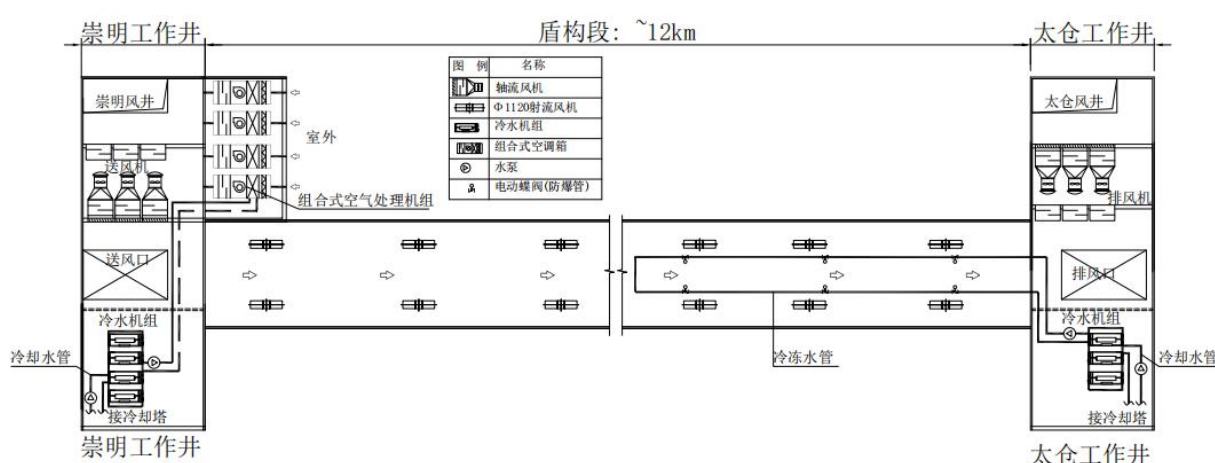 崇明工作井
盾构段: ~12km
太仓工作井
图 例 名称
轴流风机
Φ1120射流风机
冷水机组
组合式空调箱
水泵
电动蝶阀(防爆管)
崇明风井
室外
送风机
组合式空气处理机组
太仓风井
排风机
送风口
排风口
冷水机组
冷却水管
接冷却塔
冷冻水管
冷水机组
冷却水管
接冷却塔
崇明工作井
太仓工作井